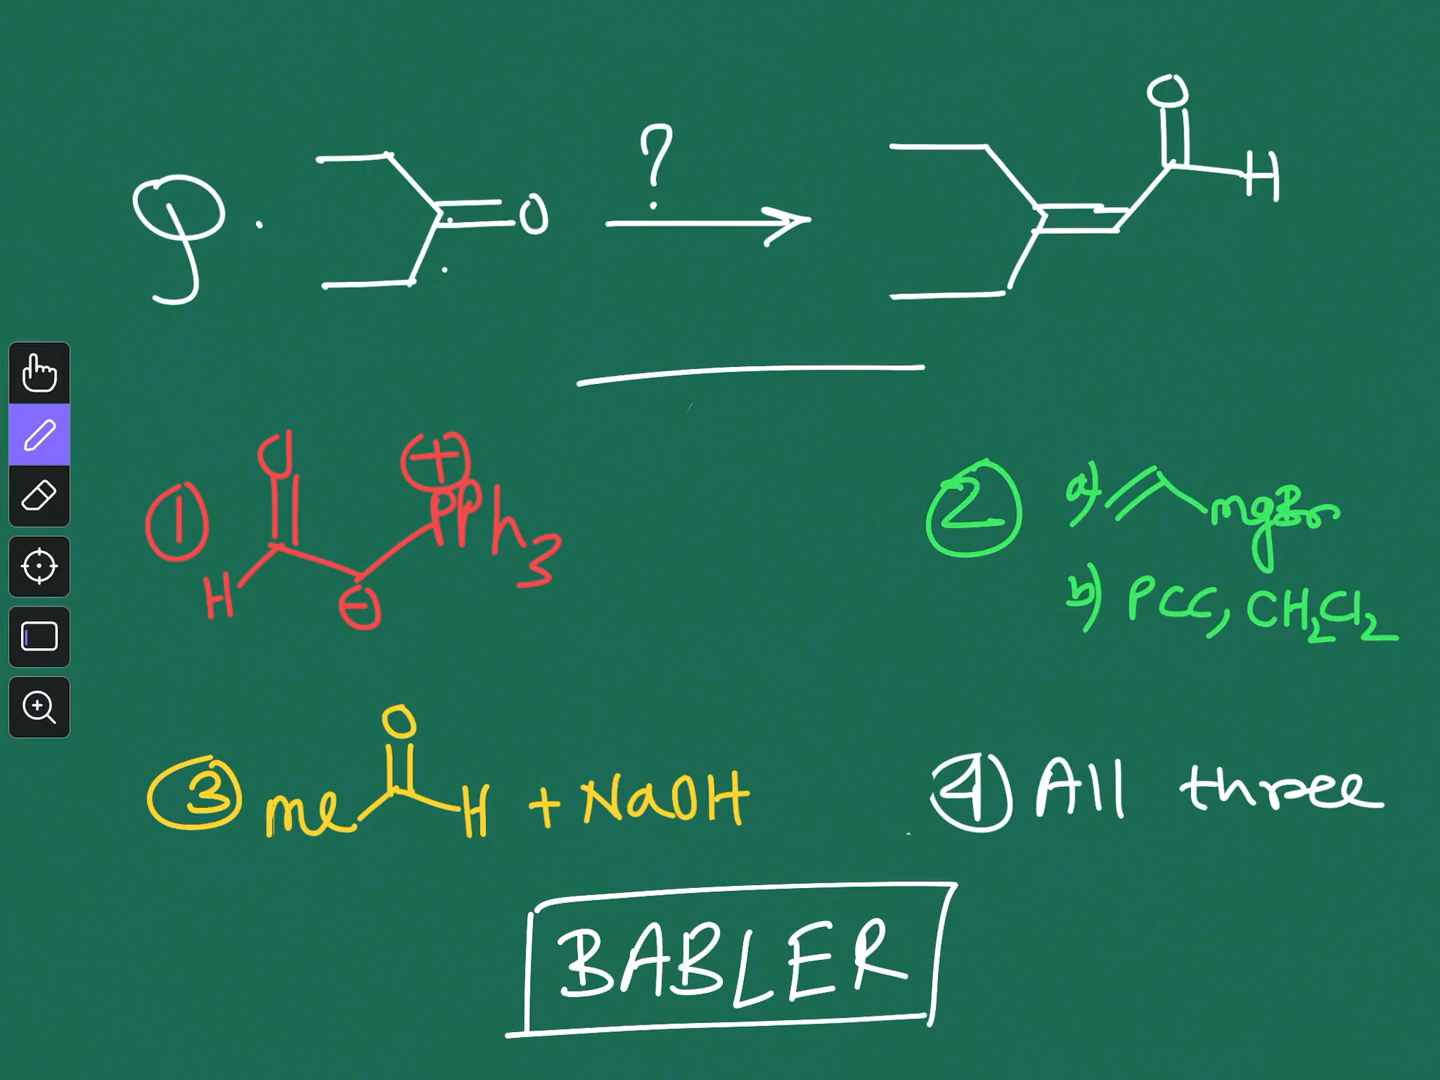 Q. O ? O H
① O H ⊖ ⊕ PPh3
② a) MgBr
b) PCC, CH2Cl2
③ me O H + NaOH
④ All three
BABLER